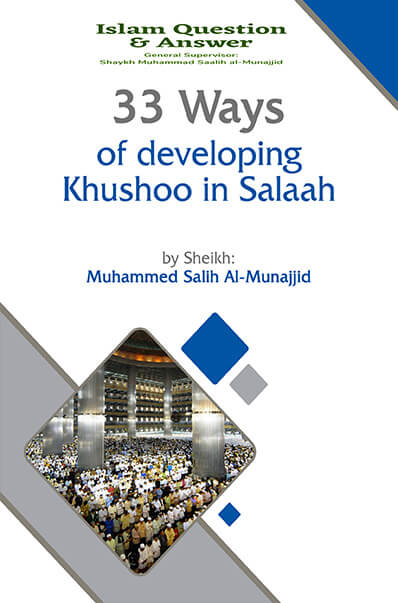 Islam Question
& Answer
General Supervisor:
Shaykh Muhammad Saalih al-Munajjid
33 Ways
of developing
Khushoo in Salaah
by Sheikh:
Muhammed Salih Al-Munajjid